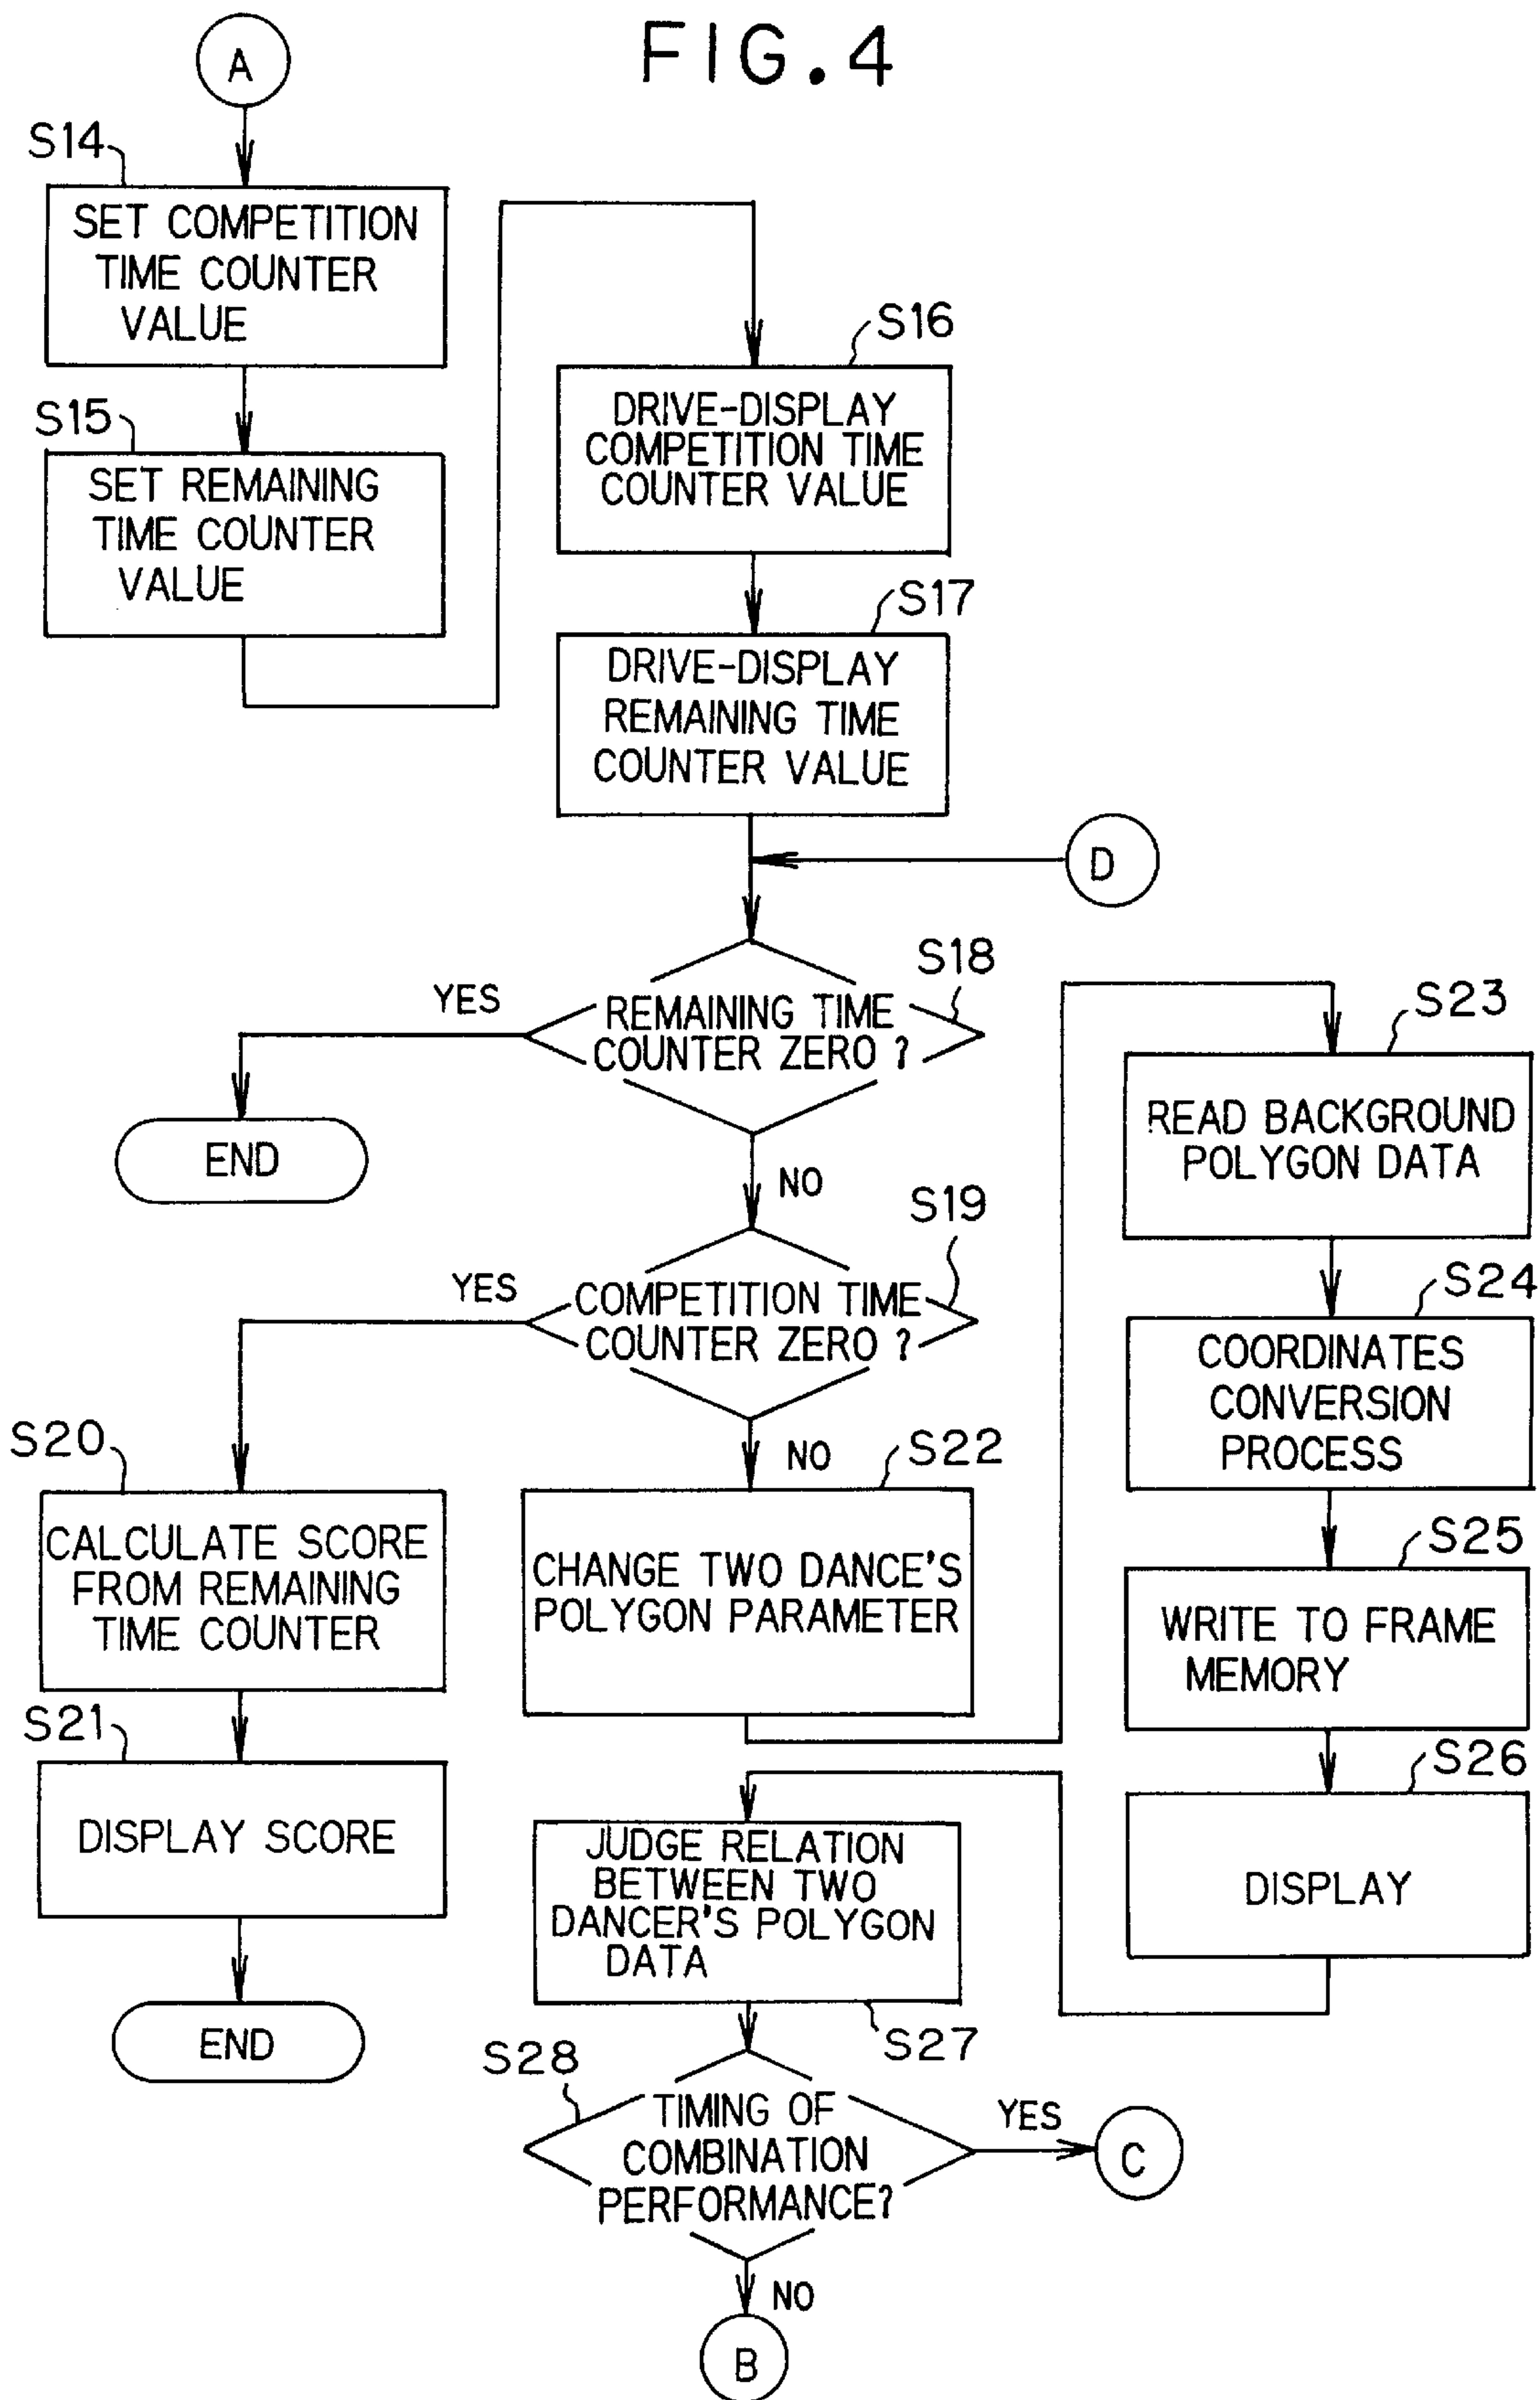 FIG. 4
A
S14
SET COMPETITION
TIME COUNTER
VALUE
S15
SET REMAINING
TIME COUNTER
VALUE
S16
DRIVE-DISPLAY
COMPETITION TIME
COUNTER VALUE
S17
DRIVE-DISPLAY
REMAINING TIME
COUNTER VALUE
D
S18
REMAINING TIME
COUNTER ZERO ?
YES
END
NO
S19
COMPETITION TIME
COUNTER ZERO ?
YES
S20
CALCULATE SCORE
FROM REMAINING
TIME COUNTER
S21
DISPLAY SCORE
END
NO
S22
CHANGE TWO DANCE'S
POLYGON PARAMETER
S23
READ BACKGROUND
POLYGON DATA
S24
COORDINATES
CONVERSION
PROCESS
S25
WRITE TO FRAME
MEMORY
S26
DISPLAY
JUDGE RELATION
BETWEEN TWO
DANCER'S POLYGON
DATA
S27
S28
TIMING OF
COMBINATION
PERFORMANCE?
YES
C
NO
B